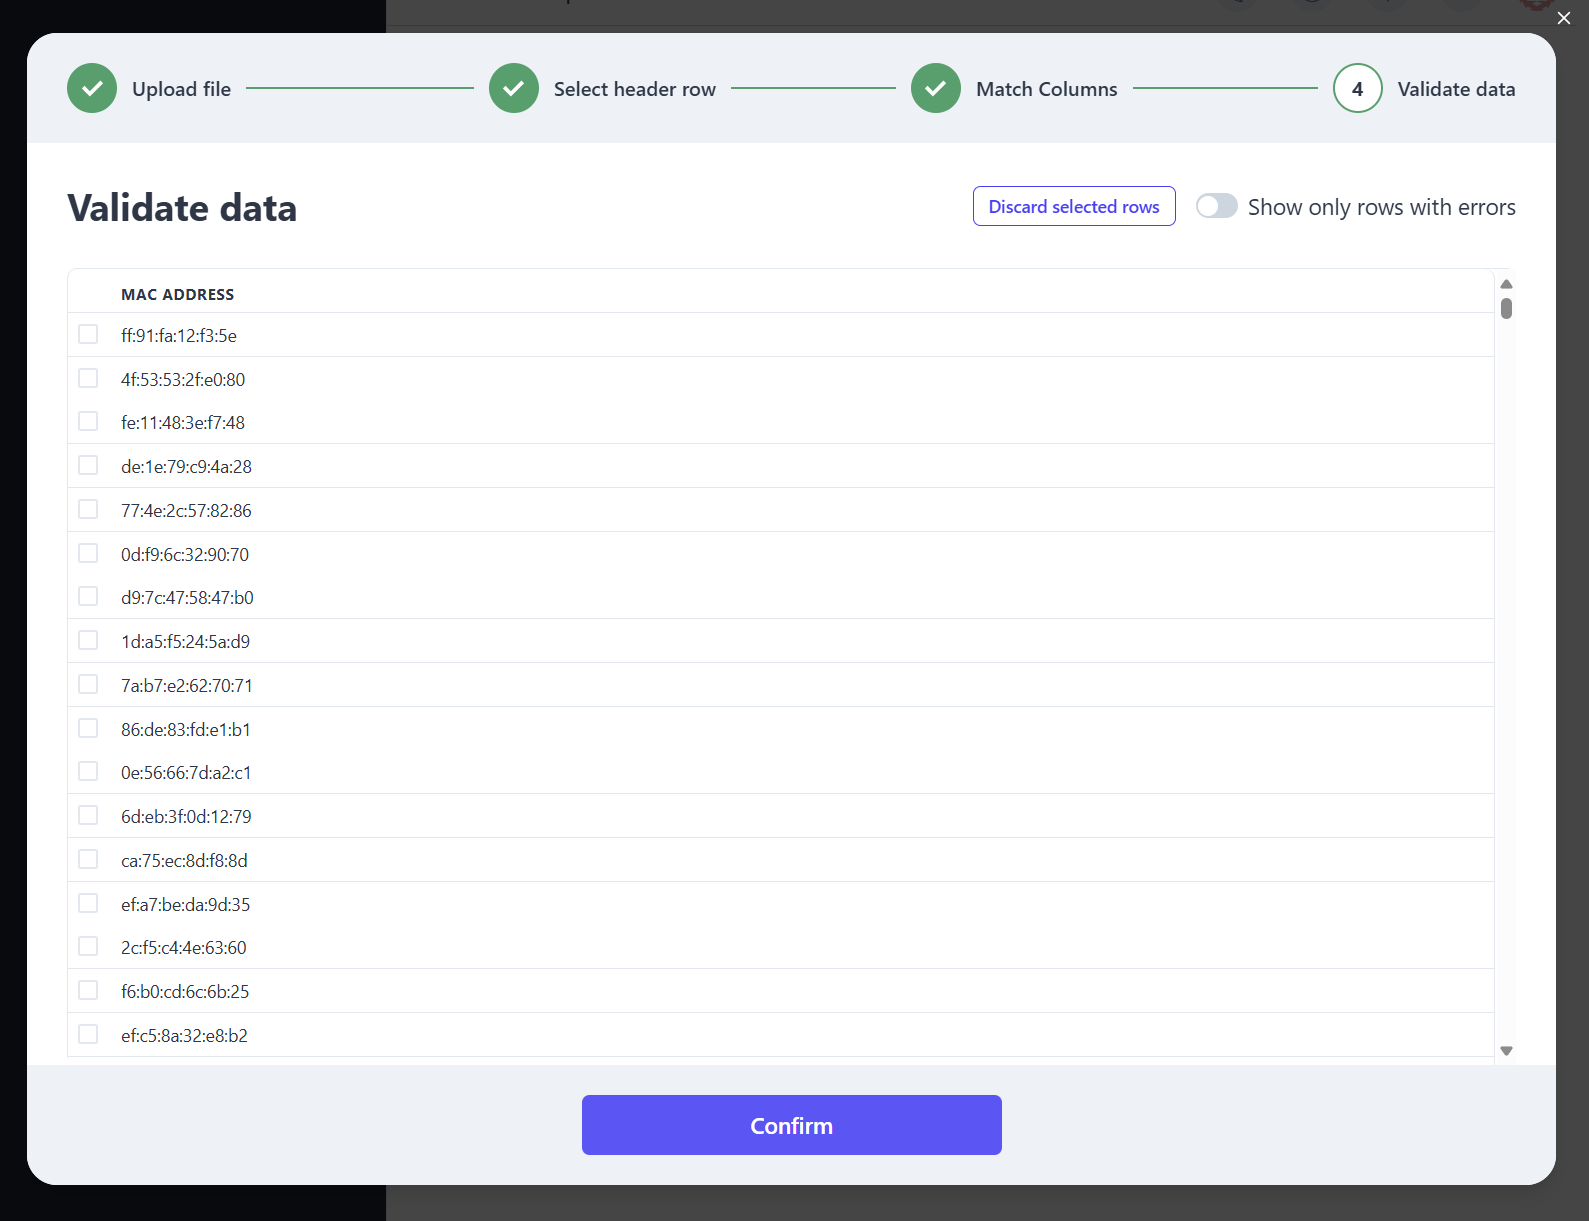 Upload file
Select header row
Match Columns
4
Validate data
Validate data
Discard selected rows
Show only rows with errors
MAC ADDRESS
ff:91:fa:12:f3:5e
4f:53:53:2f:e0:80
fe:11:48:3e:f7:48
de:1e:79:c9:4a:28
77:4e:2c:57:82:86
0d:f9:6c:32:90:70
d9:7c:47:58:47:b0
1d:a5:f5:24:5a:d9
7a:b7:e2:62:70:71
86:de:83:fd:e1:b1
0e:56:66:7d:a2:c1
6d:eb:3f:0d:12:79
ca:75:ec:8d:f8:8d
ef:a7:be:da:9d:35
2c:f5:c4:4e:63:60
f6:b0:cd:6c:6b:25
ef:c5:8a:32:e8:b2
Confirm